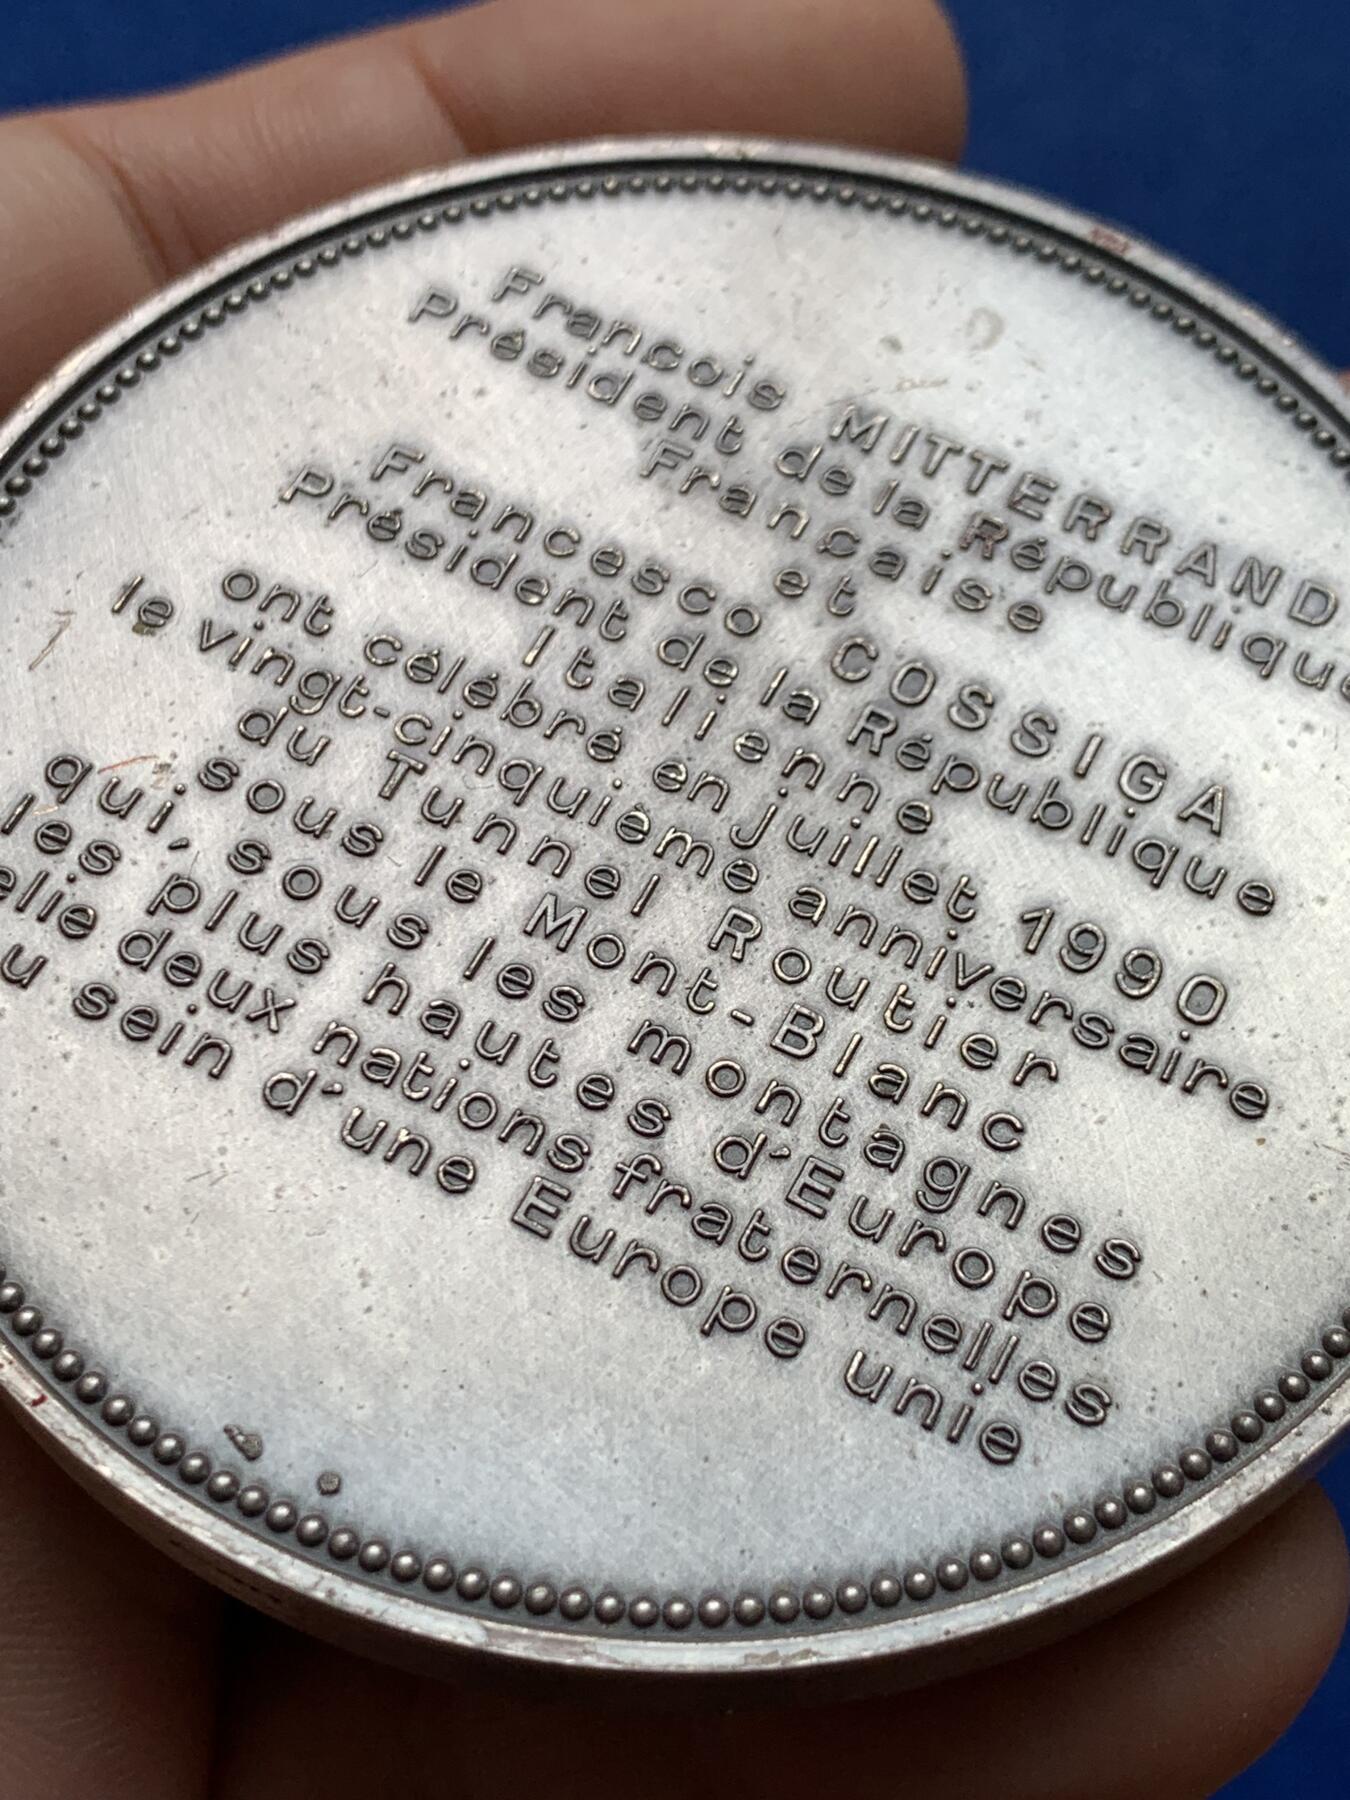 François MITTERRAND
Président de la République
Française
et
Francesco COSSIGA
Président de la République
Italienne
ont célébré en juillet 1990
le vingt-cinquième anniversaire
du Tunnel Routier
sous le Mont-Blanc
qui, sous les montagnes
les plus hautes d'Europe
elie deux nations fraternelles
u sein d'une Europe unie